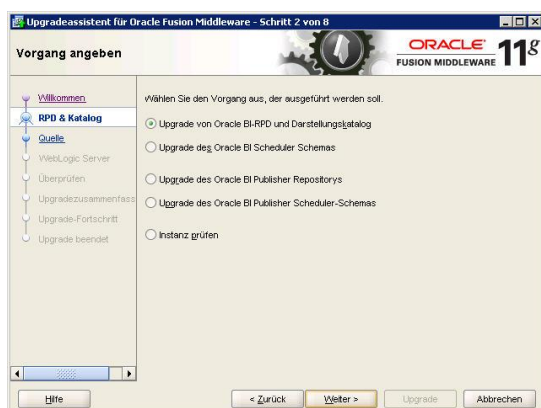 Upgradeassistent für Oracle Fusion Middleware - Schritt 2 von 8
Vorgang angeben
ORACLE
FUSION MIDDLEWARE 11g
Willkommen
RPD & Katalog
Quelle
WebLogic Server
Überprüfen
Upgradezusammenfass
Upgrade-Fortschritt
Upgrade beendet
Wählen Sie den Vorgang aus, der ausgeführt werden soll.
Upgrade von Oracle BI-RPD und Darstellungskatalog
Upgrade des Oracle BI Scheduler Schemas
Upgrade des Oracle BI Publisher Repositorys
Upgrade des Oracle BI Publisher Scheduler-Schemas
Instanz prüfen
Hilfe
< Zurück
Weiter >
Upgrade
Abbrechen